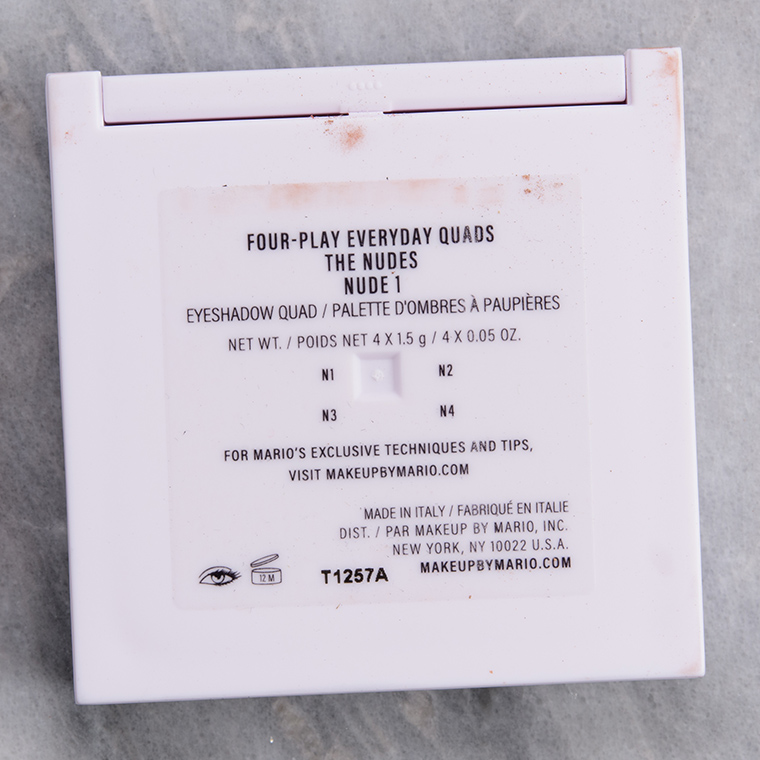 FOUR-PLAY EVERYDAY QUADS
THE NUDES
NUDE 1
EYESHADOW QUAD / PALETTE D'OMBRES À PAUPIÈRES
NET WT. / POIDS NET 4 X 1.5 g / 4 X 0.05 OZ.
N1 N2
N3 N4
FOR MARIO'S EXCLUSIVE TECHNIQUES AND TIPS,
VISIT MAKEUPBYMARIO.COM
MADE IN ITALY / FABRIQUÉ EN ITALIE
DIST. / PAR MAKEUP BY MARIO, INC.
NEW YORK, NY 10022 U.S.A.
MAKEUPBYMARIO.COM
12 M
T1257A